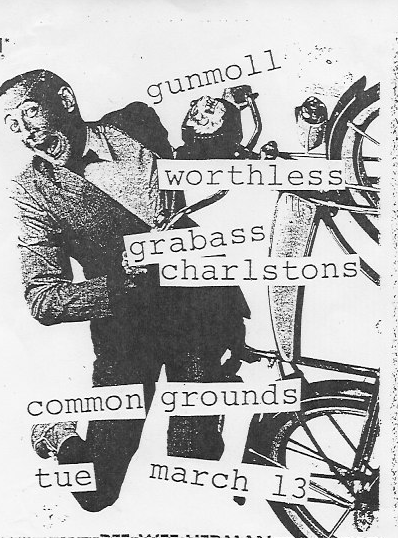 gunmoll
worthless
grabass
charlstons
common grounds
tue march 13